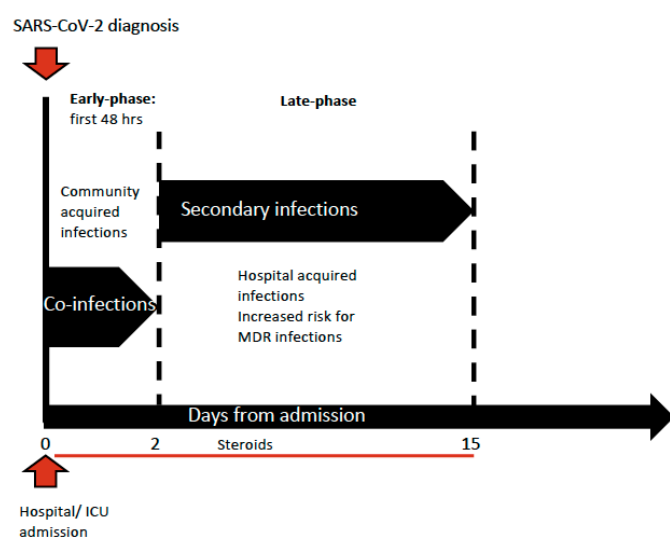 SARS-CoV-2 diagnosis
Early-phase:
first 48 hrs
Late-phase
Community
acquired
infections
Secondary infections
Co-infections
Hospital acquired
infections
Increased risk for
MDR infections
Days from admission
0
2
Steroids
15
Hospital/ ICU
admission